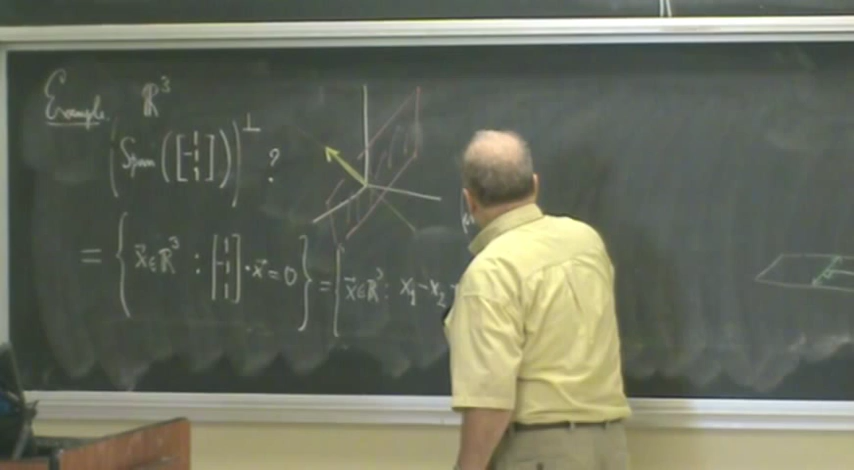 Example ℝ³
(Span([1 -1 1]))^⊥ ?
= { x⃗ ∈ ℝ³ : [1 -1 1] · x⃗ = 0 } = { x⃗ ∈ ℝ³ : x₁ - x₂